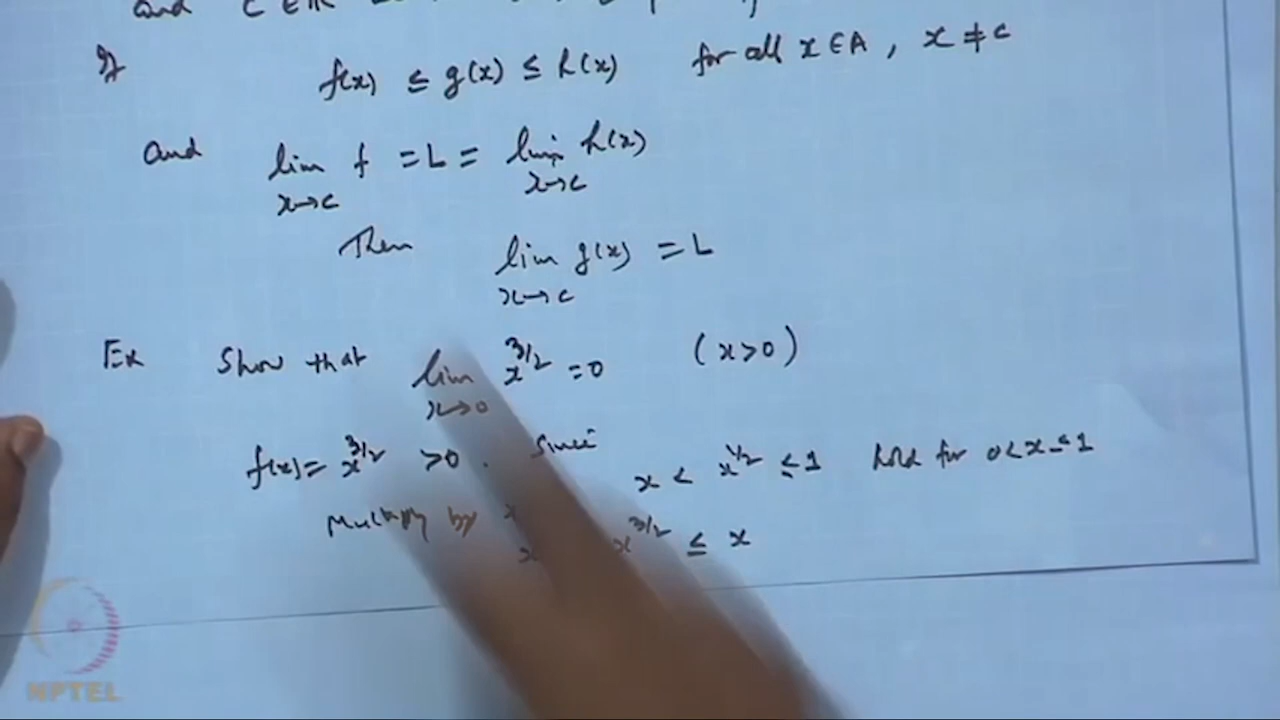 and C ∈ R
If f(x) ≤ g(x) ≤ h(x) for all x ∈ A, x ≠ c
And lim f = L = lim h(x)
x→c x→c
Then lim g(x) = L
x→c
Ex Show that lim x^{3/2} = 0 (x>0)
x→0
f(x) = x^{3/2} > 0. Since
x < x^{1/2} ≤ 1 hold for 0 < x ≤ 1
Multiply by x
x^{3/2} ≤ x
NPTEL